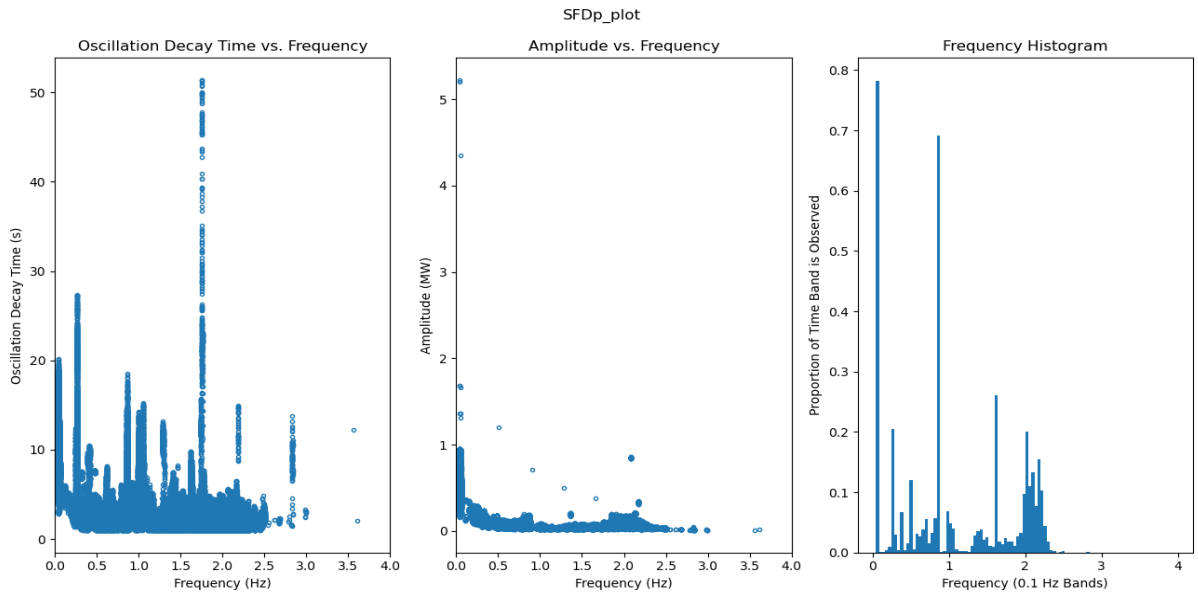 SFDp_plot
Oscillation Decay Time vs. Frequency
Oscillation Decay Time (s)
50
40
30
20
10
0
0.0 0.5 1.0 1.5 2.0 2.5 3.0 3.5 4.0
Frequency (Hz)
Amplitude vs. Frequency
Amplitude (MW)
5
4
3
2
1
0
0.0 0.5 1.0 1.5 2.0 2.5 3.0 3.5 4.0
Frequency (Hz)
Frequency Histogram
Proportion of Time Band is Observed
0.8
0.7
0.6
0.5
0.4
0.3
0.2
0.1
0.0
0 1 2 3 4
Frequency (0.1 Hz Bands)